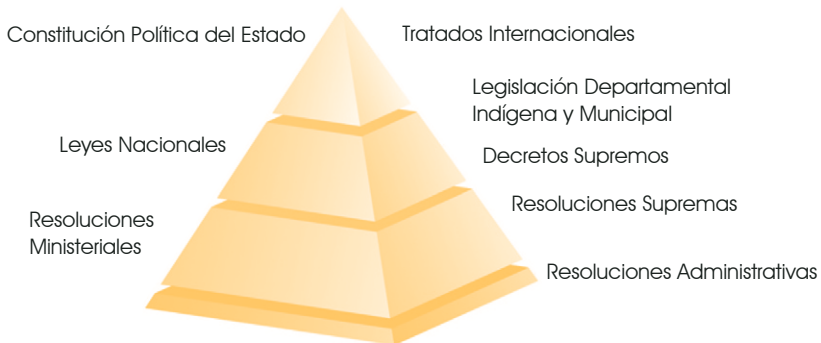 Constitución Política del Estado
Tratados Internacionales
Legislación Departamental
Indígena y Municipal
Leyes Nacionales
Decretos Supremos
Resoluciones Supremas
Resoluciones
Ministeriales
Resoluciones Administrativas